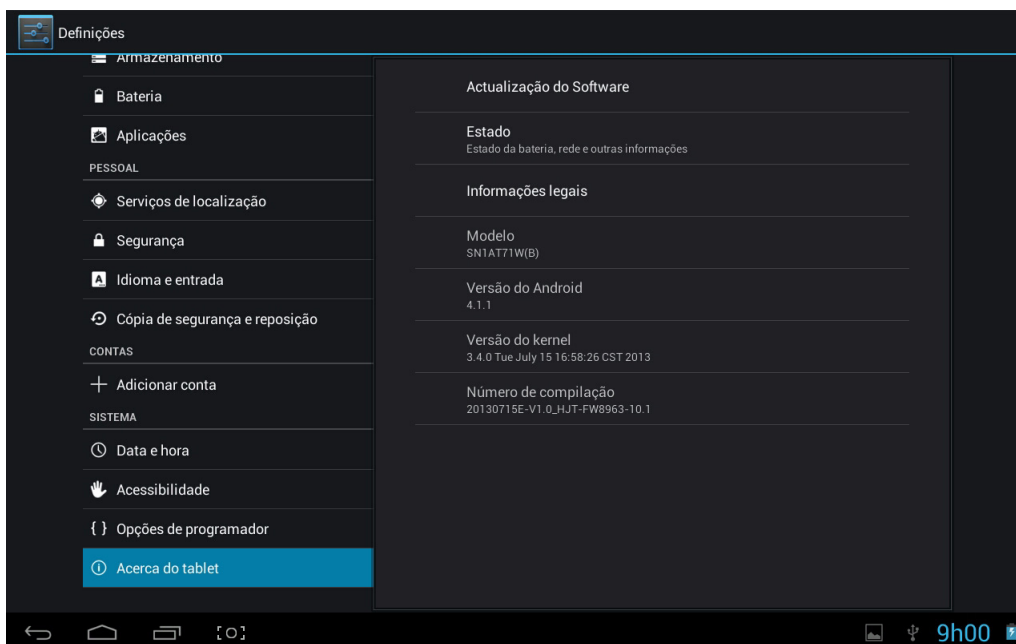 Definições
Armazenamento
Bateria
Aplicações
PESSOAL
Serviços de localização
Segurança
Idioma e entrada
Cópia de segurança e reposição
CONTAS
Adicionar conta
SISTEMA
Data e hora
Acessibilidade
{ } Opções de programador
Acerca do tablet
Actualização do Software
Estado
Estado da bateria, rede e outras informações
Informações legais
Modelo
SN1AT71W(B)
Versão do Android
4.1.1
Versão do kernel
3.4.0 Tue July 15 16:58:26 CST 2013
Número de compilação
20130715E-V1.0_HJT-FW8963-10.1
9h00